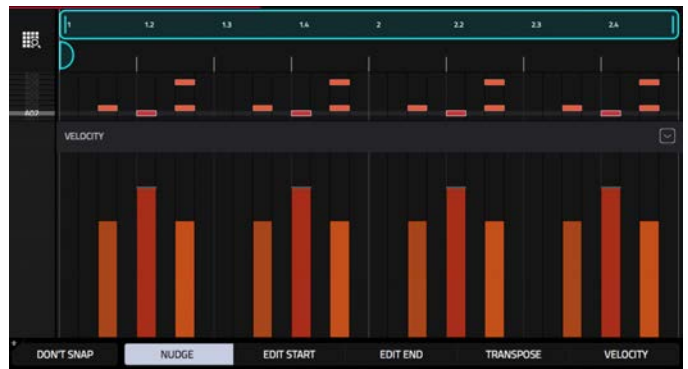 1 1.2 1.3 1.4 2 2.2 2.3 2.4
A02
VELOCITY
DON'T SNAP NUDGE EDIT START EDIT END TRANSPOSE VELOCITY